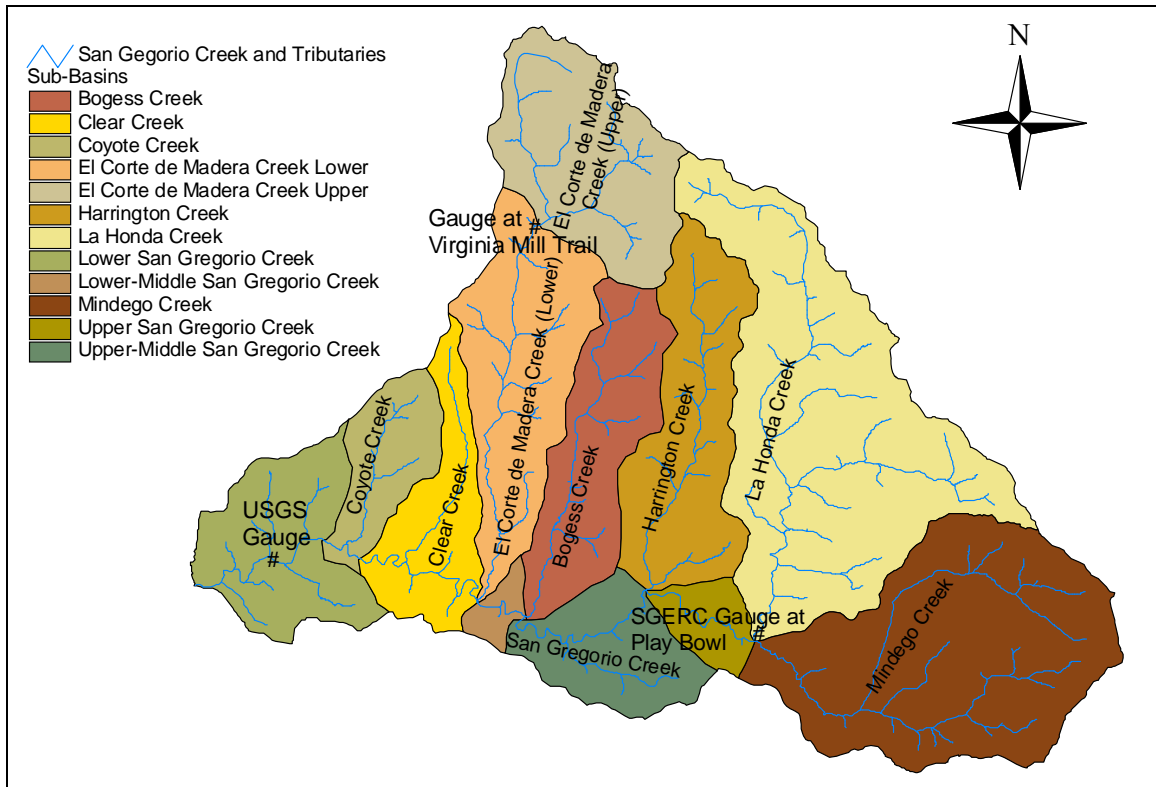 San Gegorio Creek and Tributaries
Sub-Basins
Bogess Creek
Clear Creek
Coyote Creek
El Corte de Madera Creek Lower
El Corte de Madera Creek Upper
Harrington Creek
La Honda Creek
Lower San Gregorio Creek
Lower-Middle San Gregorio Creek
Mindego Creek
Upper San Gregorio Creek
Upper-Middle San Gregorio Creek
N
El Corte de Madera
Creek (Upper)
Gauge at #
Virginia Mill Trail
El Corte de Madera Creek (Lower)
Coyote Creek
Clear Creek
Bogess Creek
Harrington Creek
La Honda Creek
USGS
Gauge
#
SGERC Gauge at
Play Bowl
#
San Gregorio Creek
Mindego Creek